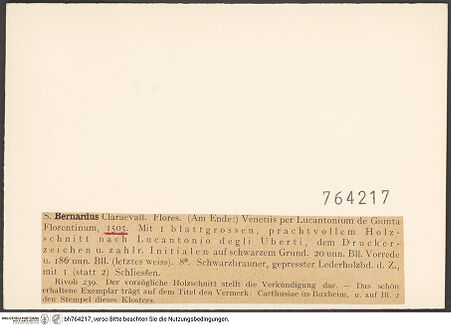 764217
S. Bernardus Claraevall. Flores. (Am Ende:) Venetiis per Lucantonium de Giunta
Florentinum, 1503. Mit 1 blattgrossen, prachtvollem Holz-
schnitt nach Lucantonio degli Uberti, dem Drucker-
zeichen u. zahlr. Initialen auf schwarzem Grund. 20 unn. Bll. Vorrede
u. 186 unn. Bll. (letztes weiss). 8º. Schwarzbrauner, gepresster Lederholzbd. d. Z.,
mit 1 (statt 2) Schliessen.
Rivoli 239. Der vorzügliche Holzschnitt stellt die Verkündigung dar. — Das schön
erhaltene Exemplar trägt auf dem Titel den Vermerk: Carthusiae in Buxheim, u. auf Bl. 2
den Stempel dieses Klosters.
bh764217,verso Bitte beachten Sie die Nutzungsbedingungen.